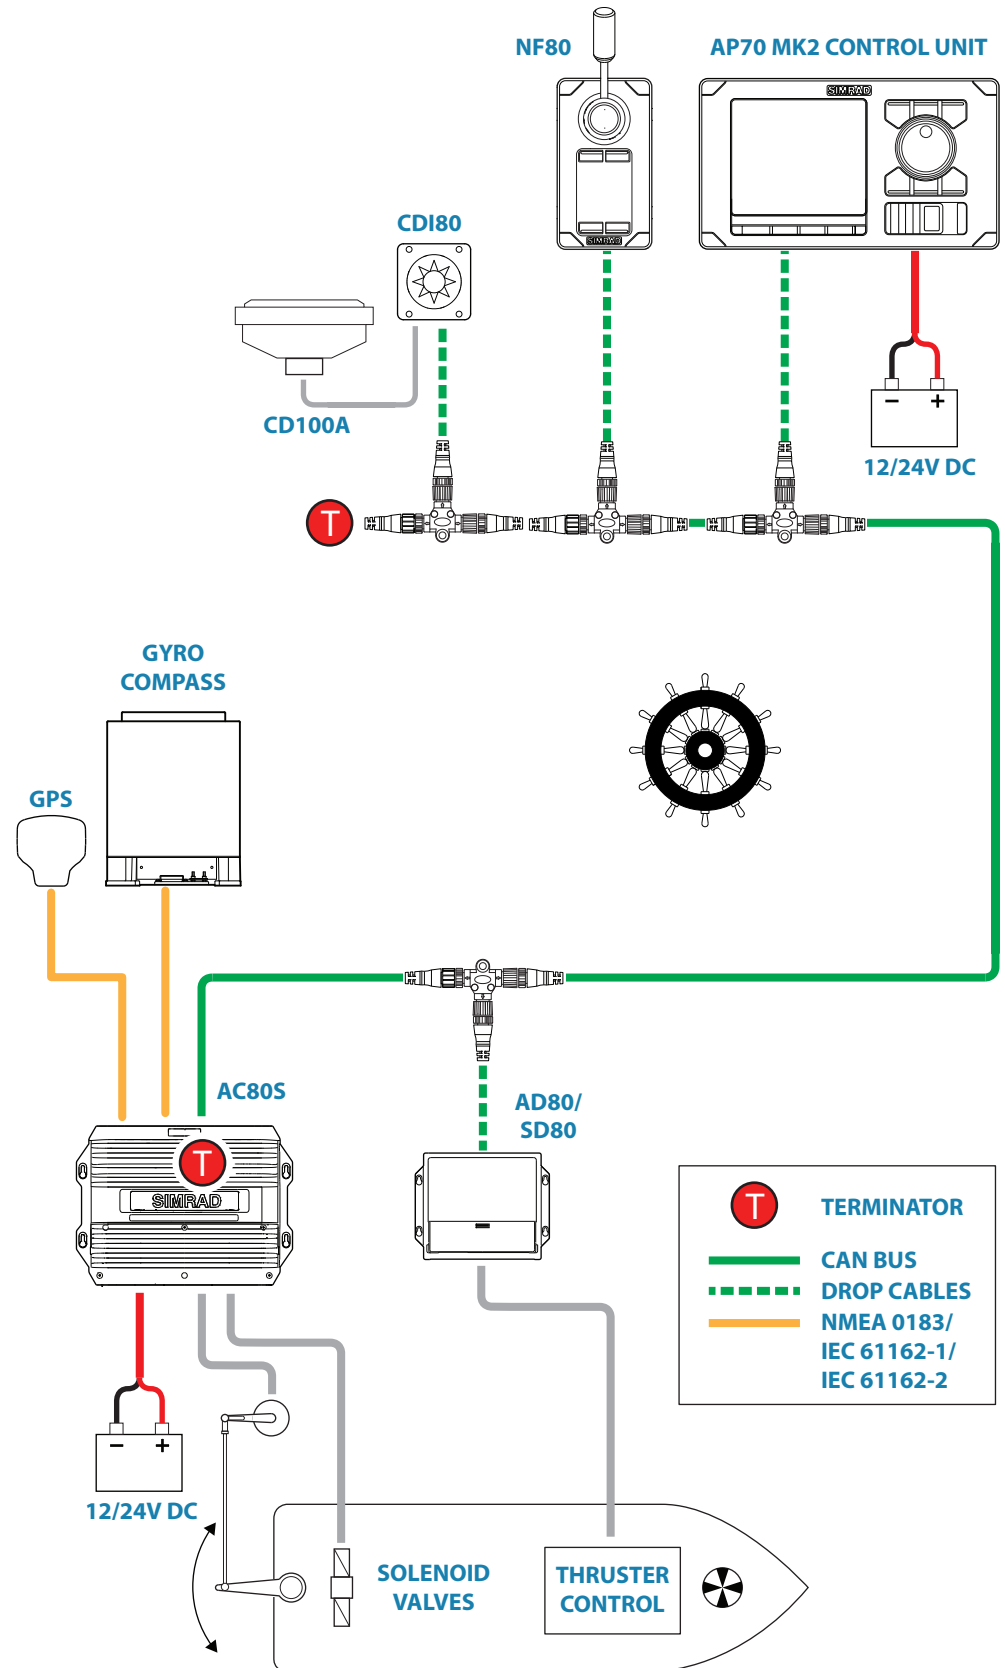 NF80
AP70 MK2 CONTROL UNIT
SIMRAD
SIMRAD
CDI80
CD100A
12/24V DC
T
GYRO
COMPASS
GPS
AC80S
AD80/
SD80
T
SIMRAD
T
TERMINATOR
CAN BUS
DROP CABLES
NMEA 0183/
IEC 61162-1/
IEC 61162-2
12/24V DC
SOLENOID
VALVES
THRUSTER
CONTROL